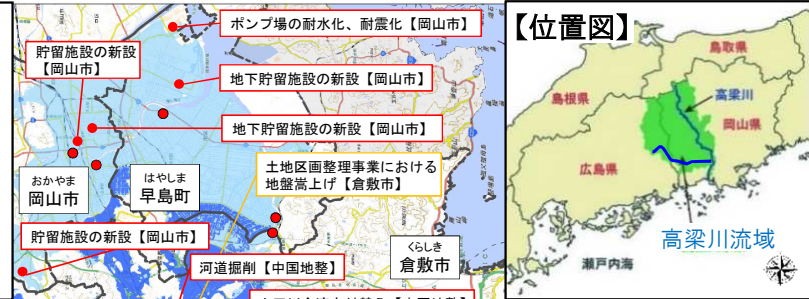 ポンプ場の耐水化、耐震化【岡山市】
貯留施設の新設
【岡山市】
地下貯留施設の新設【岡山市】
地下貯留施設の新設【岡山市】
土地区画整理事業における
地盤嵩上げ【倉敷市】
おかやま
岡山市
はやしま
早島町
貯留施設の新設【岡山市】
くらしき
倉敷市
河道掘削【中国地整】
【位置図】
鳥取県
島根県
高梁川
岡山県
広島県
高梁川流域
瀬戸内海